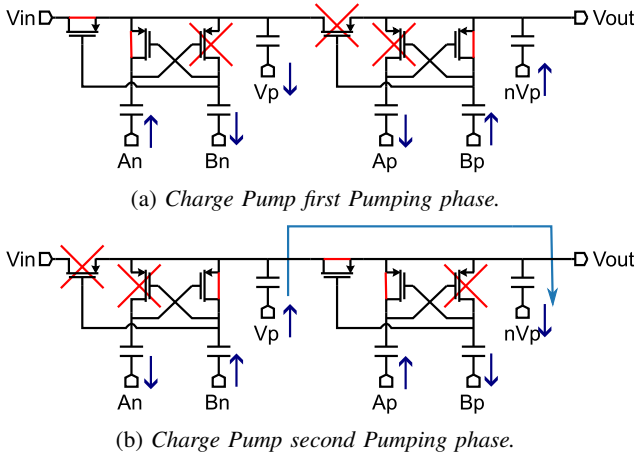 Vin Vout
Vp nVp
An Bn Ap Bp
(a) Charge Pump first Pumping phase.
Vin Vout
Vp nVp
An Bn Ap Bp
(b) Charge Pump second Pumping phase.